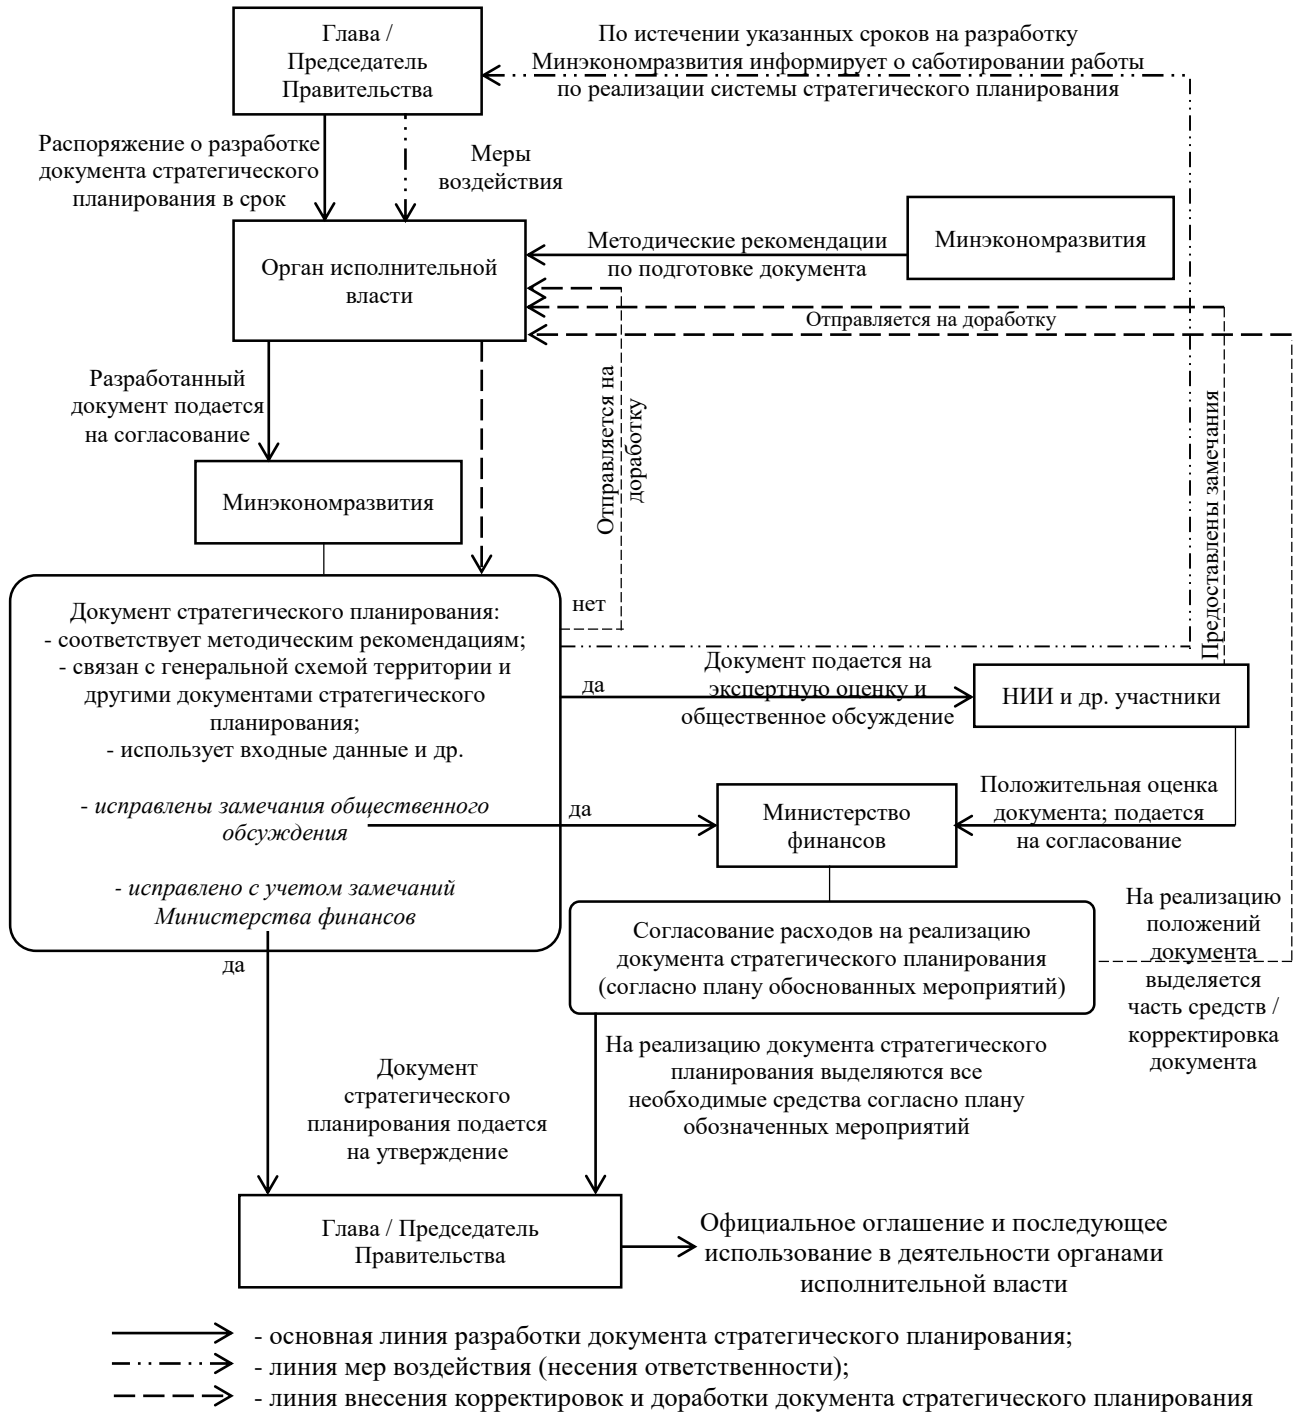 Глава /
Председатель
Правительства
По истечении указанных сроков на разработку
Минэкономразвития информирует о саботировании работы
по реализации системы стратегического планирования
Распоряжение о разработке
документа стратегического
планирования в срок
Меры
воздействия
Орган исполнительной
власти
Методические рекомендации
по подготовке документа
Минэкономразвития
Отправляется на доработку
Разработанный
документ подается
на согласование
Отправляется на
доработку
Предоставлены замечания
Минэкономразвития
Документ стратегического планирования:
- соответствует методическим рекомендациям;
- связан с генеральной схемой территории и
другими документами стратегического
планирования;
- использует входные данные и др.
- исправлены замечания общественного
обсуждения
- исправлено с учетом замечаний
Министерства финансов
нет
да
Документ подается на
экспертную оценку и
общественное обсуждение
НИИ и др. участники
да
Министерство
финансов
Положительная оценка
документа; подается
на согласование
Согласование расходов на реализацию
документа стратегического планирования
(согласно плану обоснованных мероприятий)
На реализацию
положений
документа
выделяется
часть средств /
корректировка
документа
да
Документ
стратегического
планирования подается
на утверждение
На реализацию документа стратегического
планирования выделяются все
необходимые средства согласно плану
обозначенных мероприятий
Глава / Председатель
Правительства
Официальное оглашение и последующее
использование в деятельности органами
исполнительной власти
- основная линия разработки документа стратегического планирования;
- линия мер воздействия (несения ответственности);
- линия внесения корректировок и доработки документа стратегического планирования